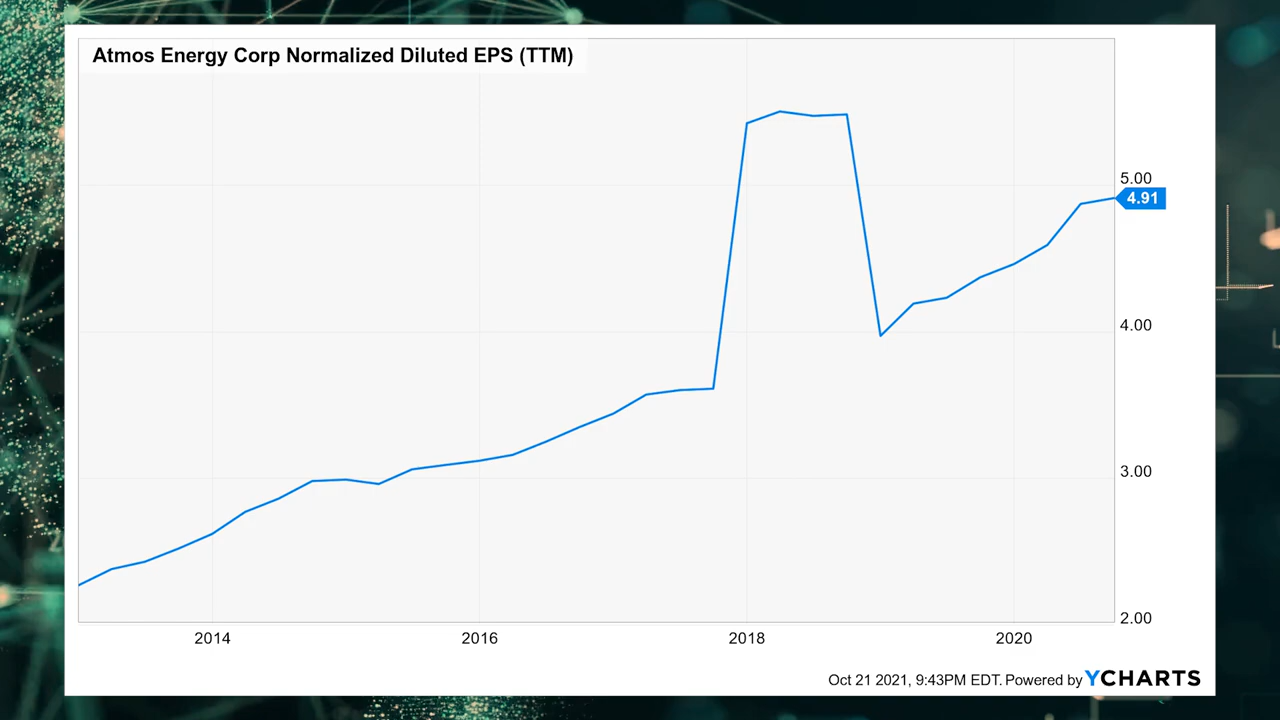 Atmos Energy Corp Normalized Diluted EPS (TTM)
5.00
4.91
4.00
3.00
2.00
2014 2016 2018 2020
Oct 21 2021, 9:43PM EDT. Powered by YCHARTS